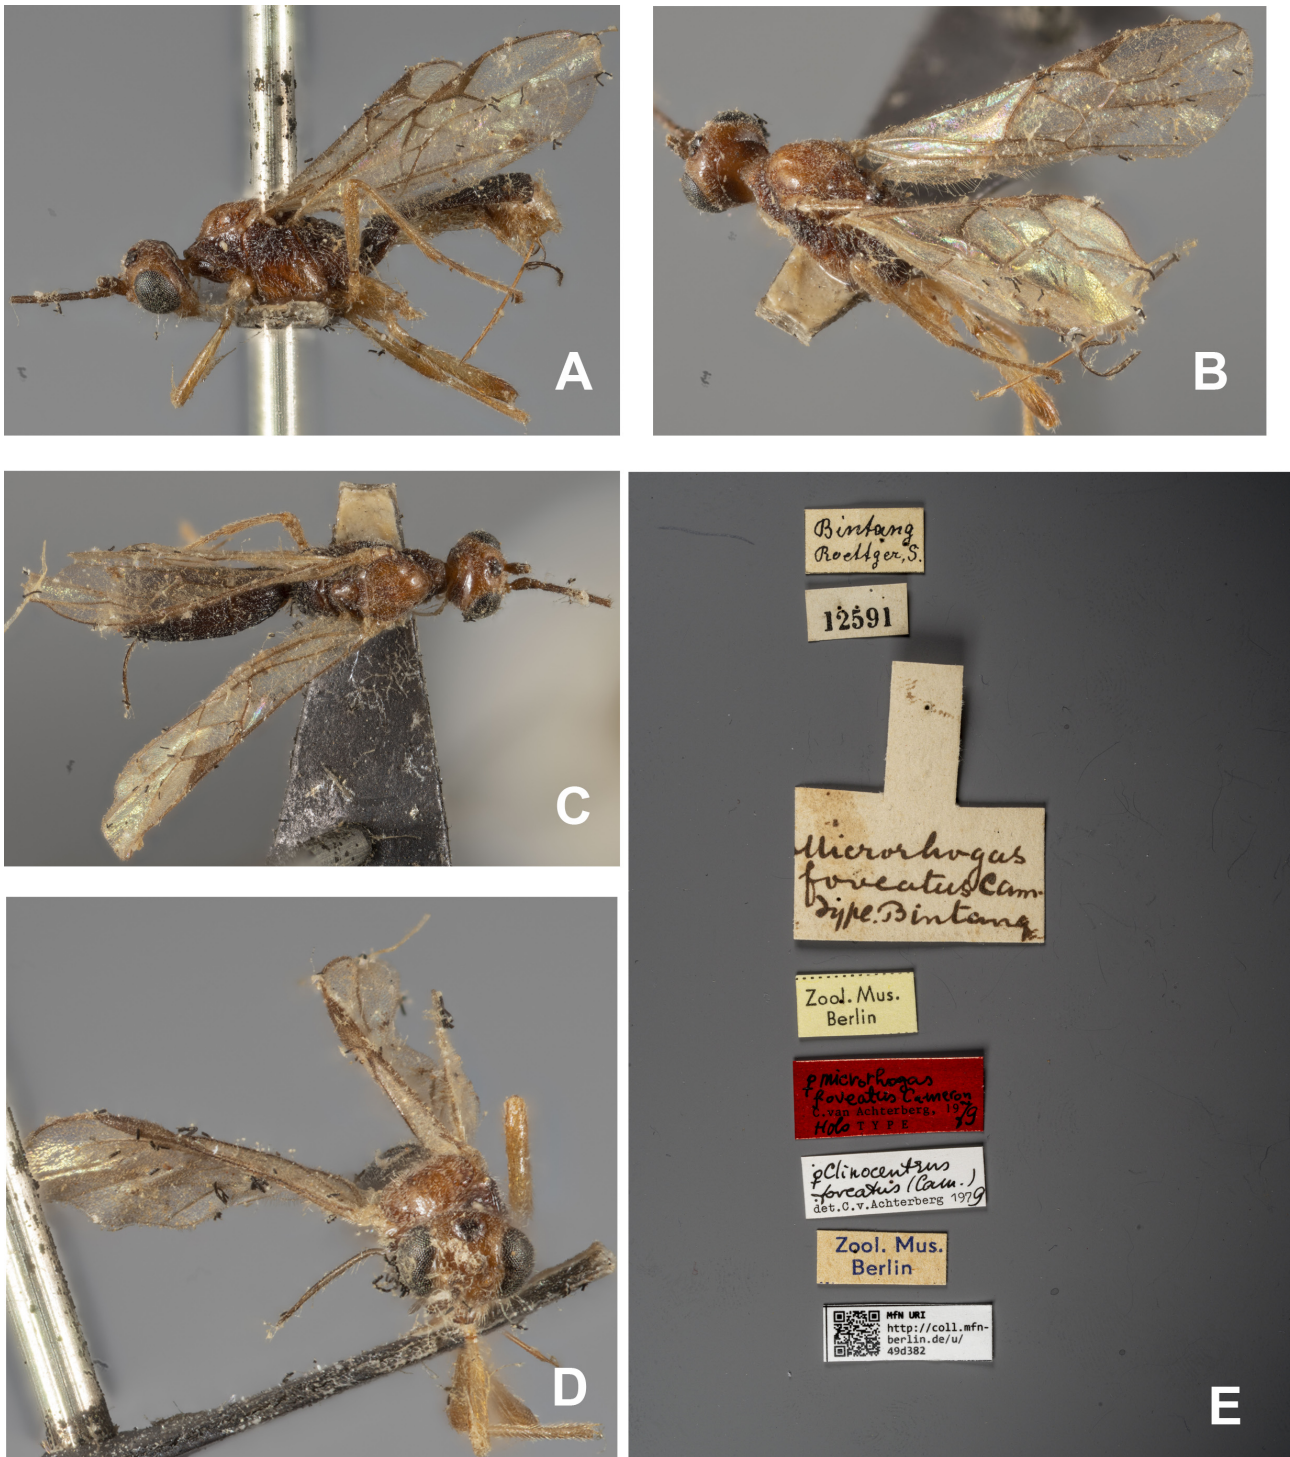 A
B
C
D
E
Bintang
Roettger, S.
12591
Microrhogas
foveatus Cam.
Type. Bintang
Zool. Mus.
Berlin
♀ Microrhogas
foveatus Cameron
C.van Achterberg, 1979
Holo TYPE
♀ Clinocentrus
foveatus (Cam.)
det.C.v.Achterberg 1979
Zool. Mus.
Berlin
MfN URI
http://coll.mfn-
berlin.de/u/
49d382